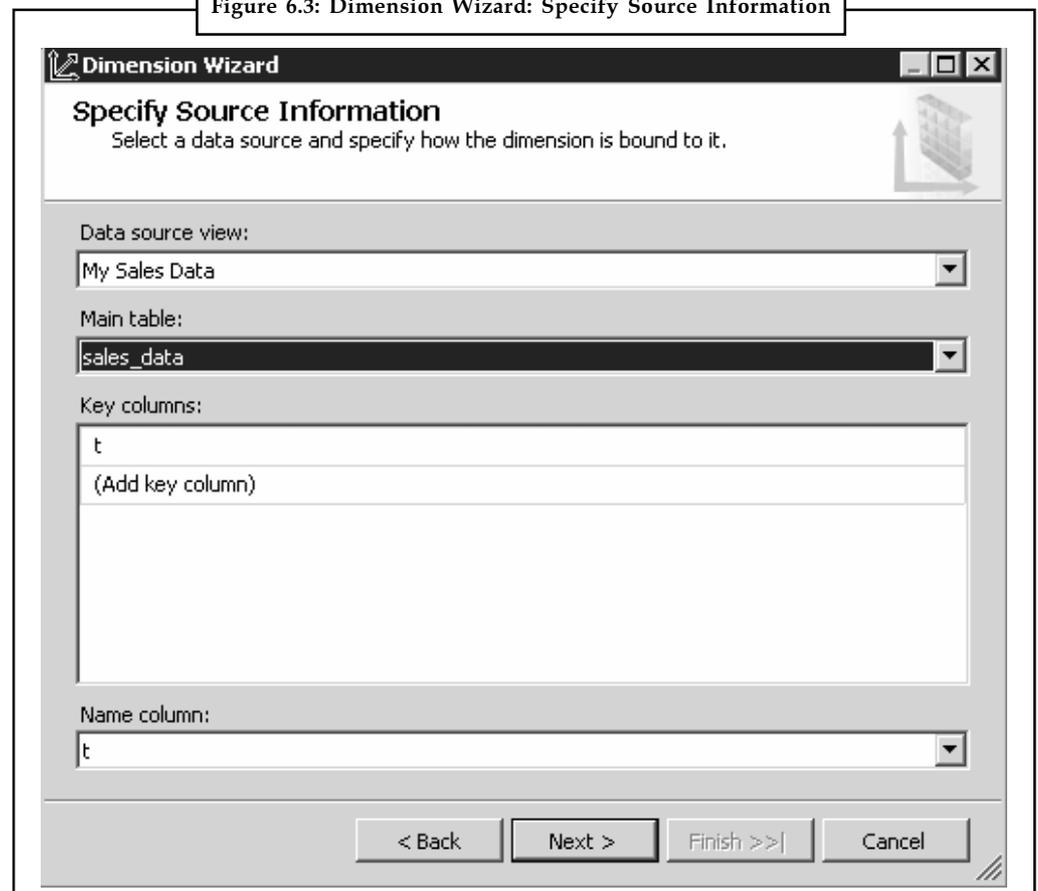 Figure 6.3: Dimension Wizard: Specify Source Information
Dimension Wizard
Specify Source Information
Select a data source and specify how the dimension is bound to it.
Data source view:
My Sales Data
Main table:
sales_data
Key columns:
t
(Add key column)
Name column:
t
< Back
Next >
Finish >>|
Cancel